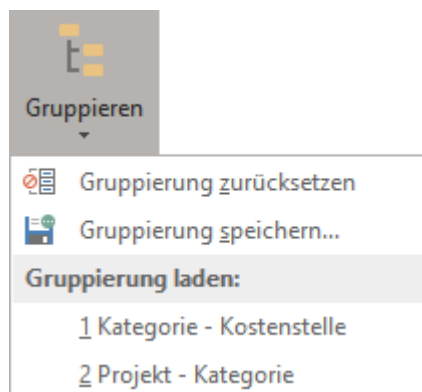 Gruppieren
Gruppierung zurücksetzen
Gruppierung speichern...
Gruppierung laden:
1 Kategorie - Kostenstelle
2 Projekt - Kategorie